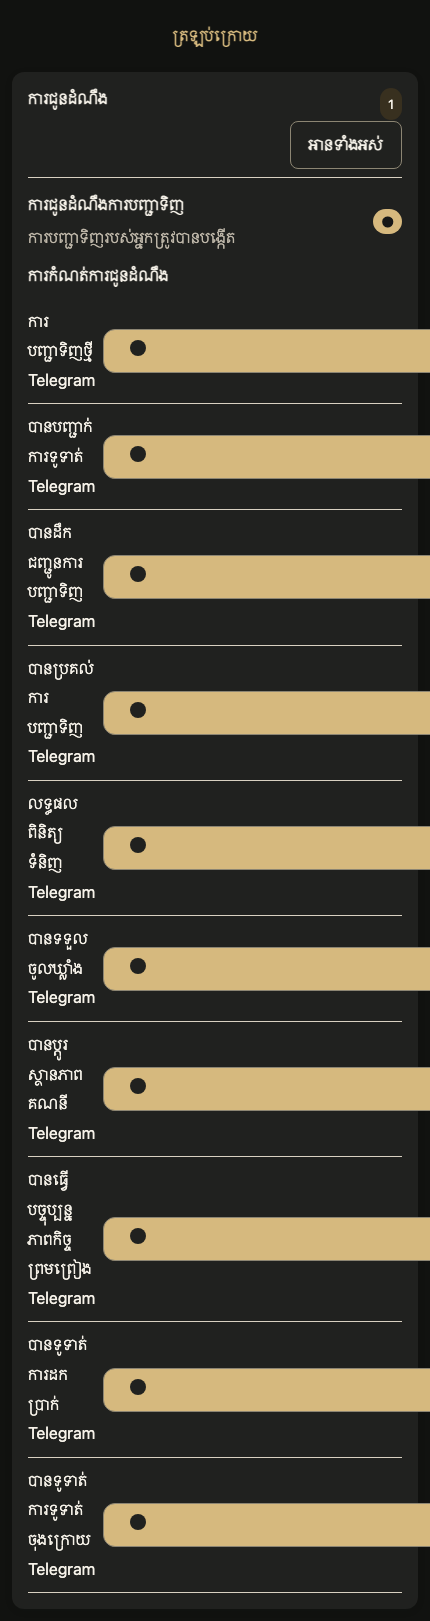 ត្រឡប់ក្រោយ
ការជូនដំណឹង
1
អានទាំងអស់
ការជូនដំណឹងការបញ្ជាទិញ
ការបញ្ជាទិញរបស់អ្នកត្រូវបានបង្កើត
ការកំណត់ការជូនដំណឹង
ការ
បញ្ជាទិញថ្មី
Telegram
បានបញ្ជាក់
ការទូទាត់
Telegram
បានដឹក
ជញ្ជូនការ
បញ្ជាទិញ
Telegram
បានប្រគល់
ការ
បញ្ជាទិញ
Telegram
លទ្ធផល
ពិនិត្យ
ទំនិញ
Telegram
បានទទួល
ចូលឃ្លាំង
Telegram
បានប្តូរ
ស្ថានភាព
គណនី
Telegram
បានធ្វើ
បច្ចុប្បន្ន
ភាពកិច្ច
ព្រមព្រៀង
Telegram
បានទូទាត់
ការដក
ប្រាក់
Telegram
បានទូទាត់
ការទូទាត់
ចុងក្រោយ
Telegram